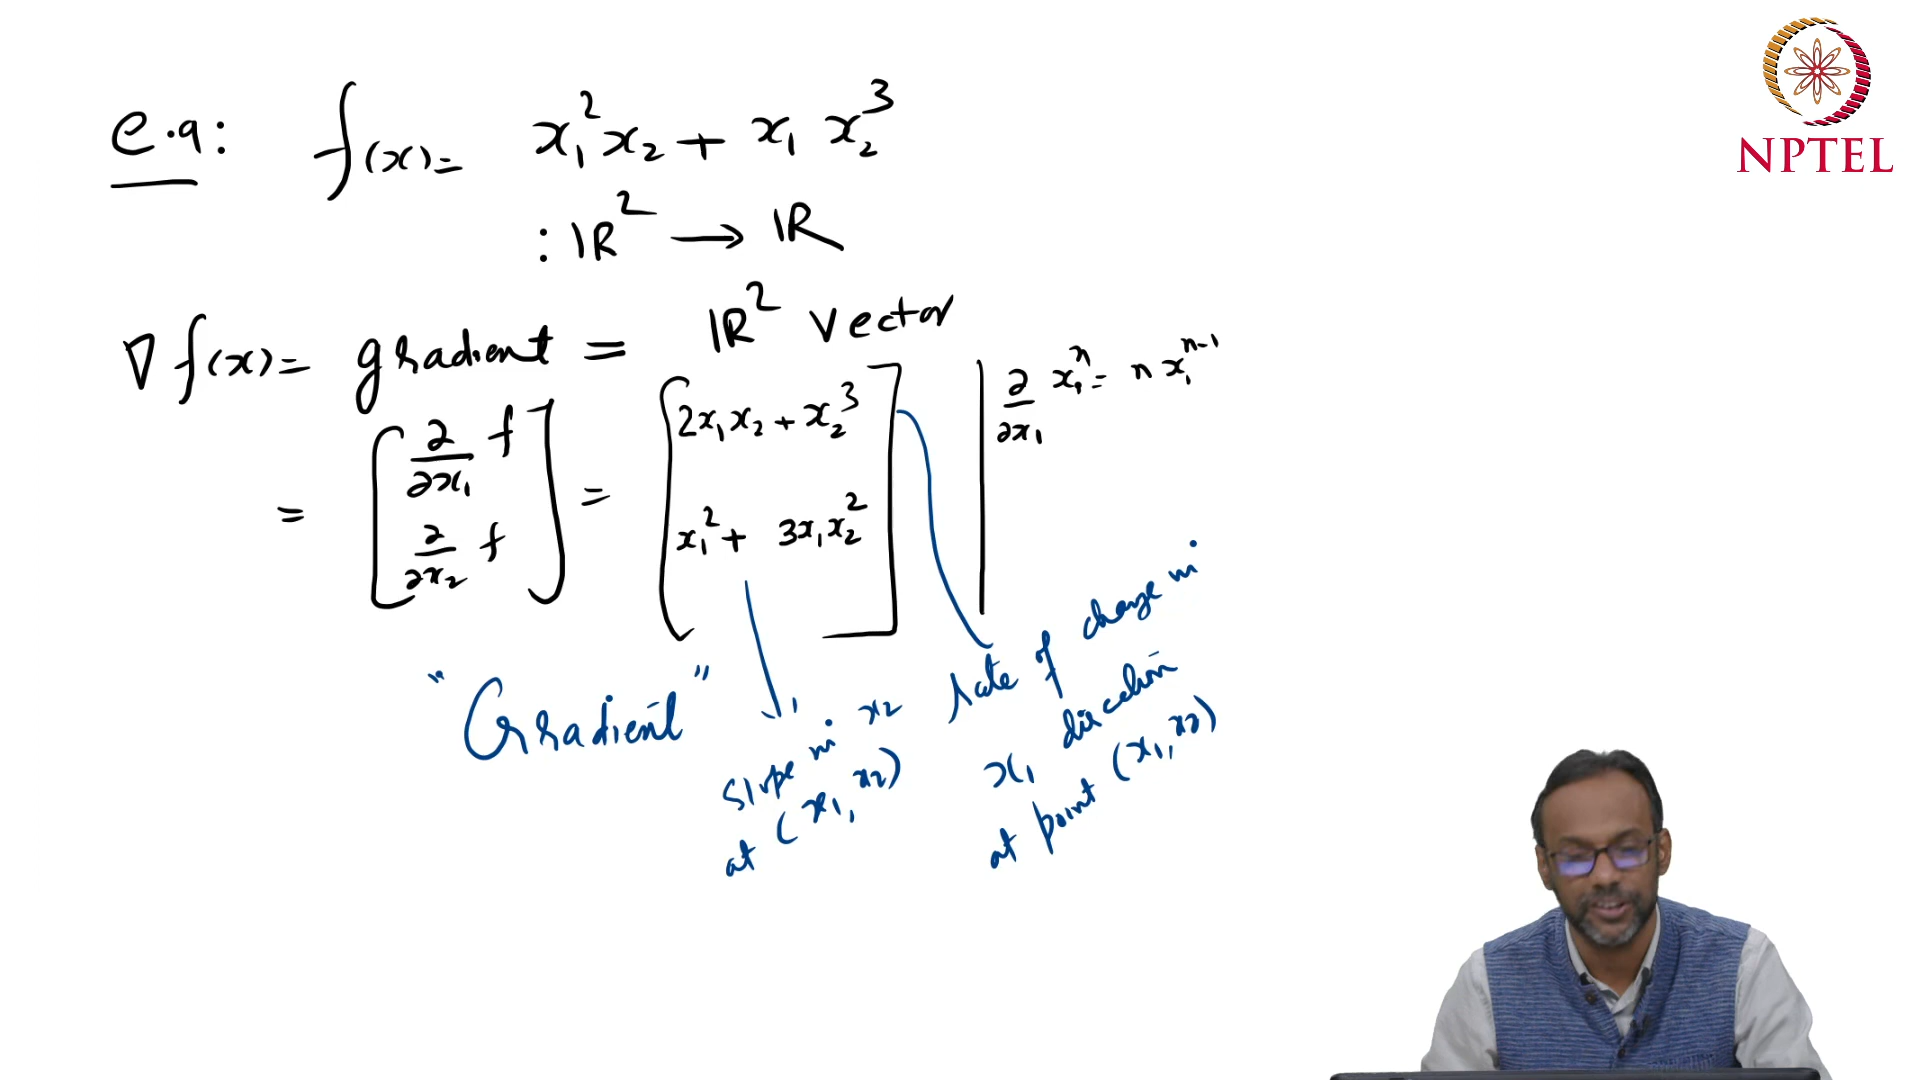 e.g: f(x)= x₁²x₂ + x₁ x₂³
: ℝ² → ℝ
∇f(x)= gradient = ℝ² vector
= [∂/∂x₁ f  ∂/∂x₂ f] = [2x₁x₂ + x₂³  x₁² + 3x₁x₂²] | ∂/∂x₁ x₁ⁿ = n x₁ⁿ⁻¹
"Gradient"
slope in x₂
at (x₁, x₂)
rate of change in
x₁ direction
at point (x₁, x₂)
NPTEL